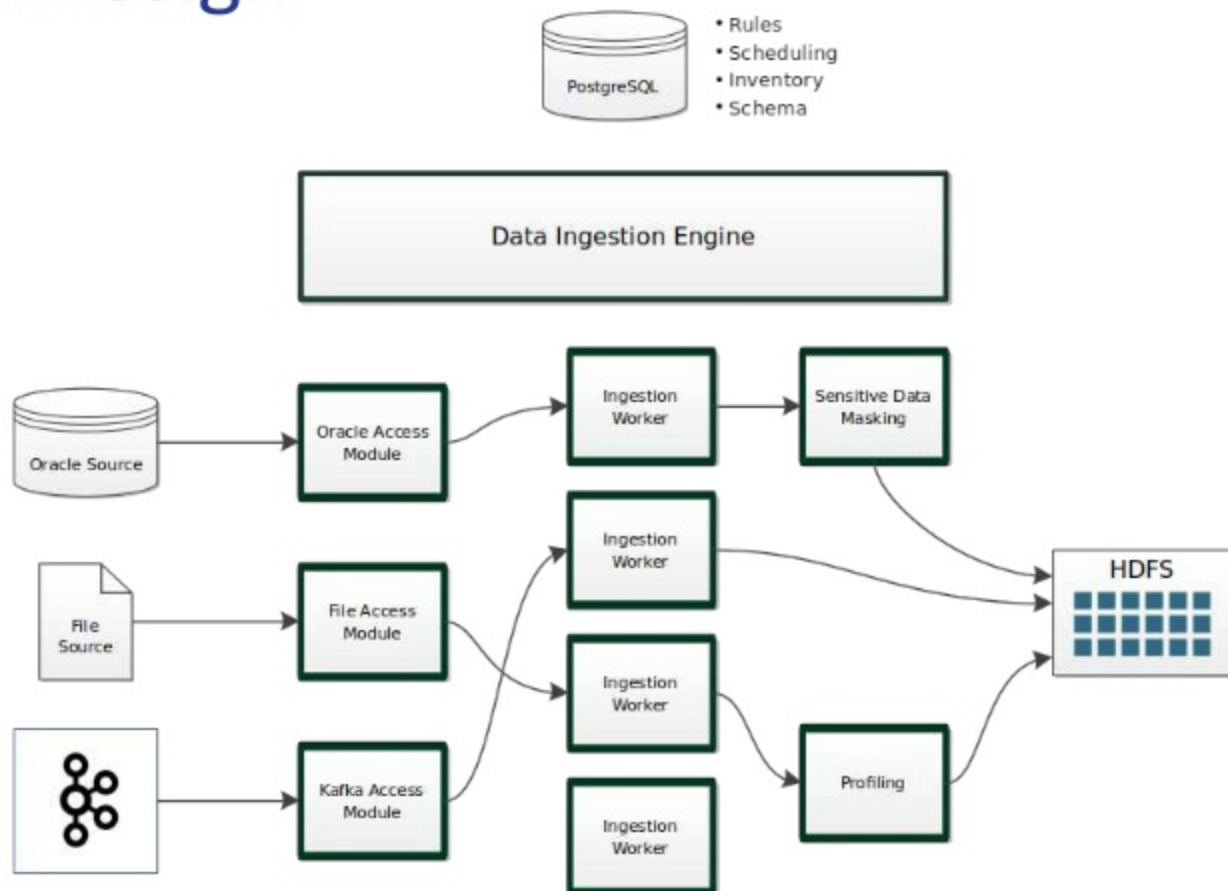 • Rules
• Scheduling
• Inventory
• Schema
PostgreSQL
Data Ingestion Engine
Oracle Source
Oracle Access
Module
Ingestion
Worker
Sensitive Data
Masking
Ingestion
Worker
HDFS
File
Source
File Access
Module
Ingestion
Worker
Kafka Access
Module
Profiling
Ingestion
Worker